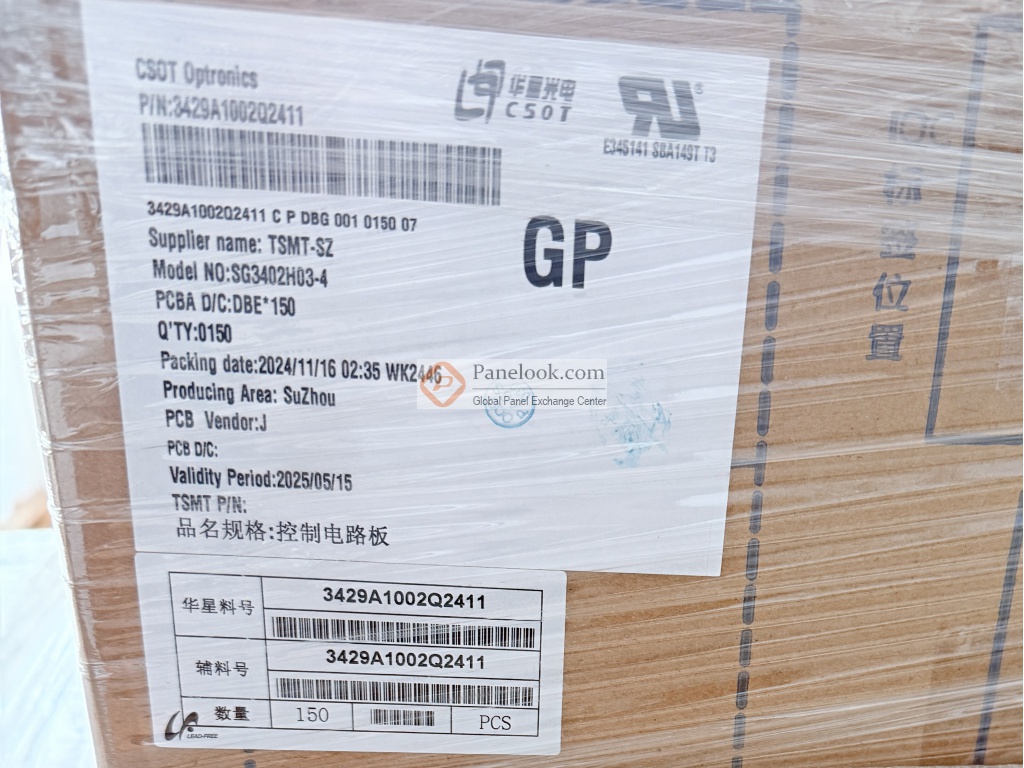 CSOT Optronics
P/N:3429A1002Q2411
华星光电
CSOT
®
E345141 SBA149T T3
3429A1002Q2411 C P DBG 001 0150 07
Supplier name: TSMT-SZ
Model NO:SG3402H03-4
PCBA D/C:DBE*150
Q'TY:0150
GP
Packing date:2024/11/16 02:35 WK2446
Producing Area: SuZhou
PCB Vendor:J
PCB D/C:
Validity Period:2025/05/15
TSMT P/N:
品名规格:控制电路板
Panelook.com
Global Panel Exchange Center
位置
华星料号 3429A1002Q2411
辅料号 3429A1002Q2411
数量 150 PCS
LEAD-FREE